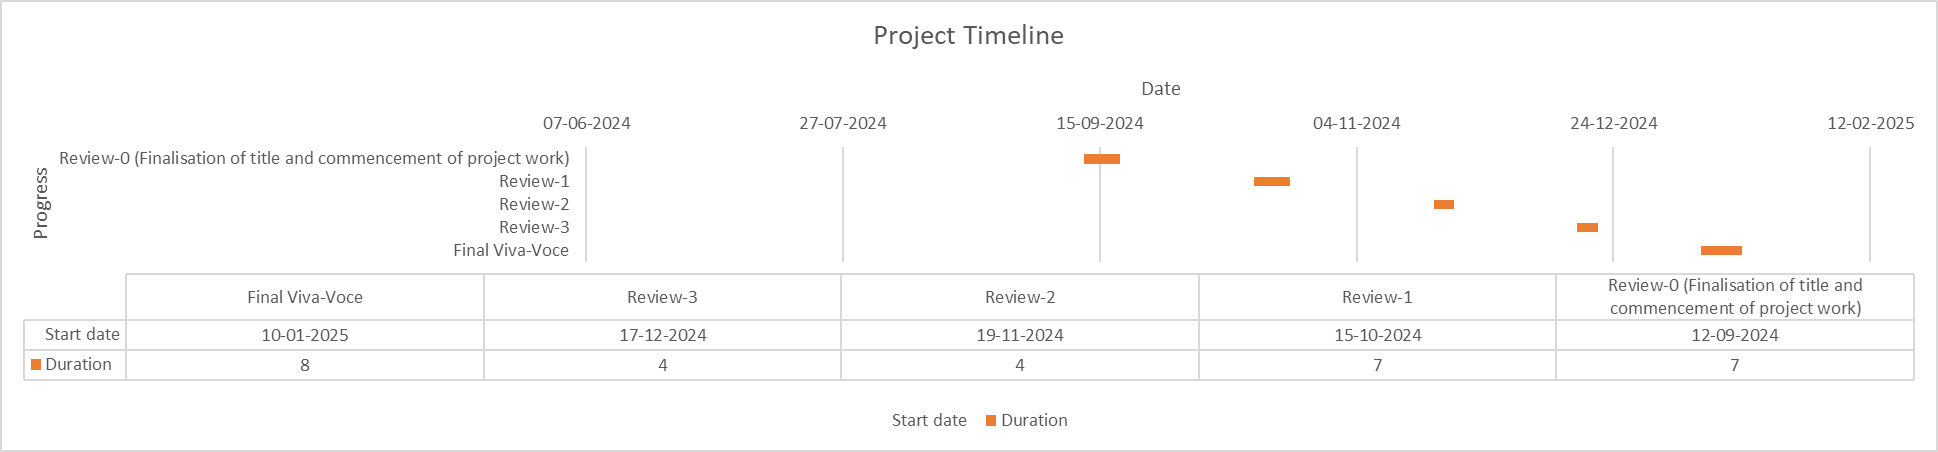 Project Timeline
Date
07-06-2024 27-07-2024 15-09-2024 04-11-2024 24-12-2024 12-02-2025
Progress
Review-0 (Finalisation of title and commencement of project work)
Review-1
Review-2
Review-3
Final Viva-Voce
Final Viva-Voce Review-3 Review-2 Review-1 Review-0 (Finalisation of title and
commencement of project work)
Start date 10-01-2025 17-12-2024 19-11-2024 15-10-2024 12-09-2024
Duration 8 4 4 7 7
Start date Duration